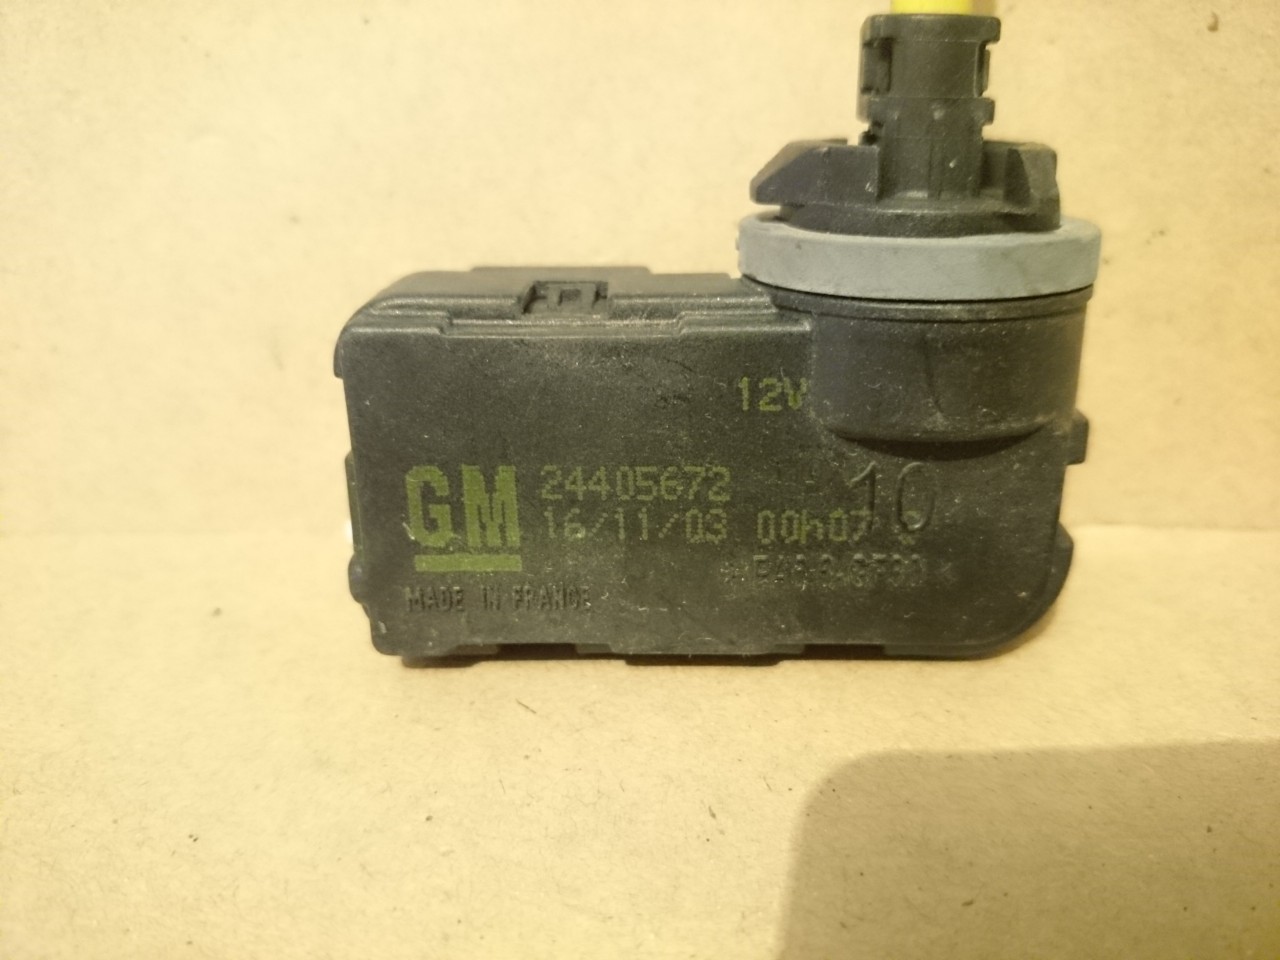 12V
10
GM 24405672
16/11/03 00h07
MADE IN FRANCE